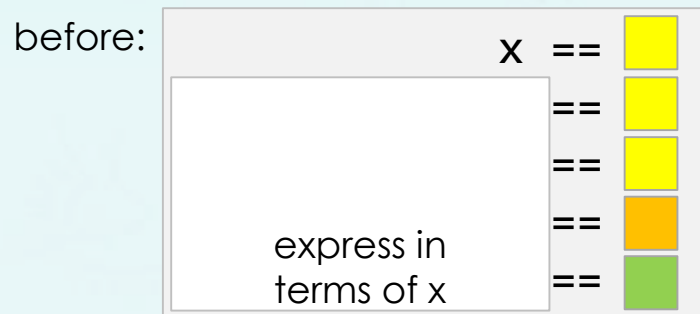 before:
x ==
==
==
==
express in
terms of x
==